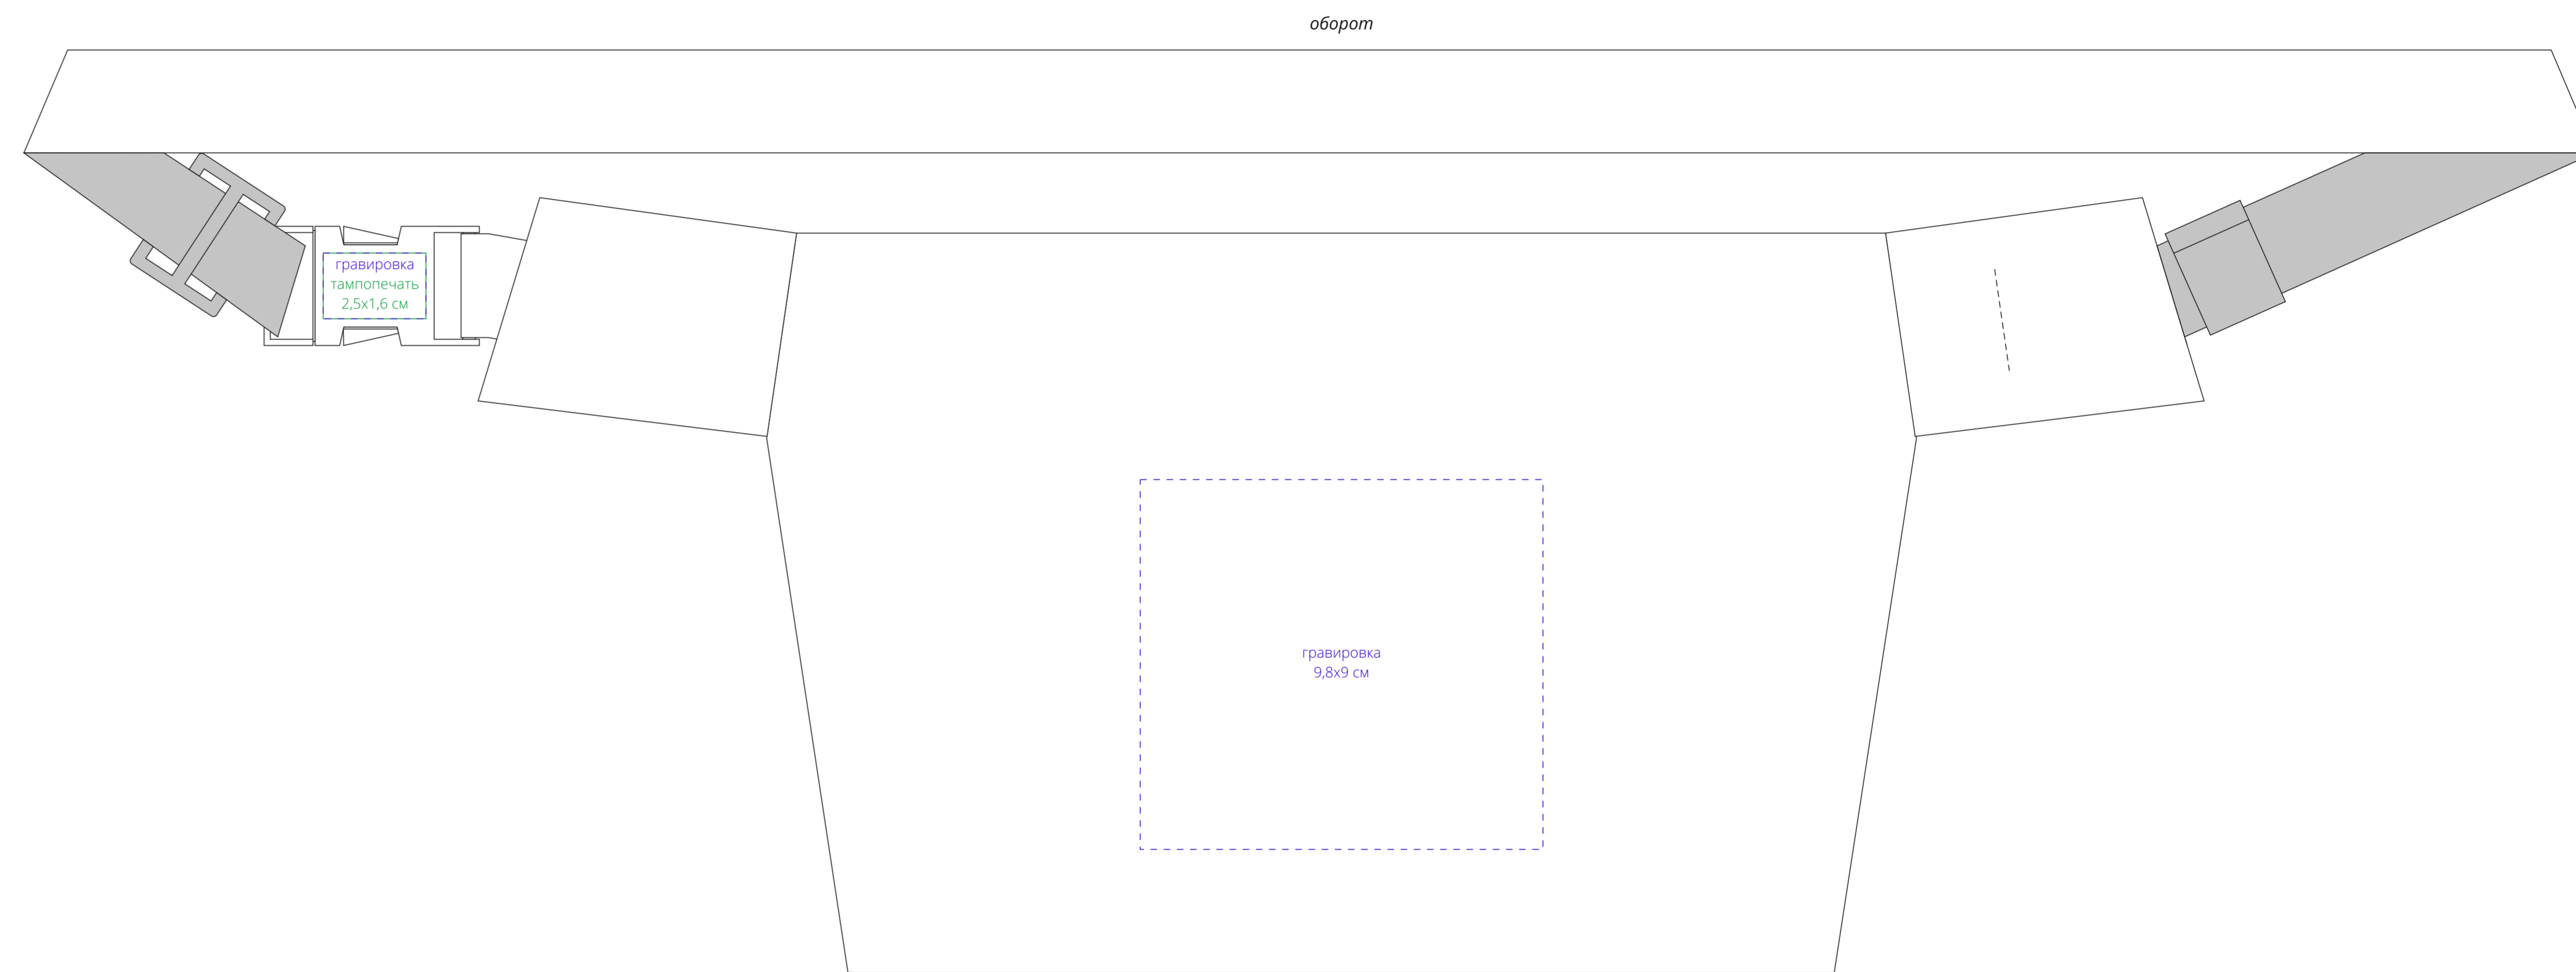 оборот
гравировка
тампопечать
2,5х1,6 см
гравировка
9,8х9 см